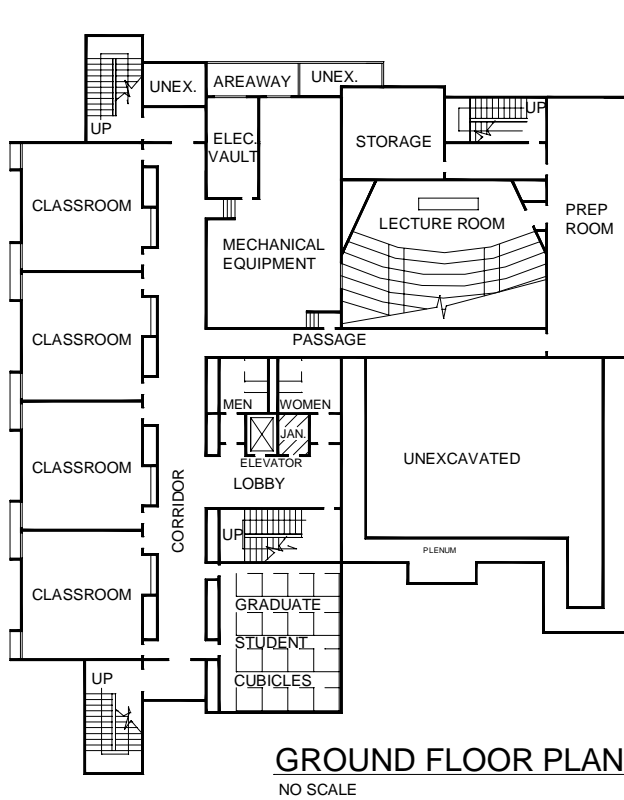 UNEX.
AREAWAY
UNEX.
UP
UP
ELEC.
VAULT
STORAGE
CLASSROOM
LECTURE ROOM
PREP
ROOM
MECHANICAL
EQUIPMENT
CLASSROOM
PASSAGE
MEN
WOMEN
JAN.
ELEVATOR
CLASSROOM
UNEXCAVATED
LOBBY
CORRIDOR
UP
PLENUM
CLASSROOM
GRADUATE
STUDENT
CUBICLES
UP
GROUND FLOOR PLAN
NO SCALE